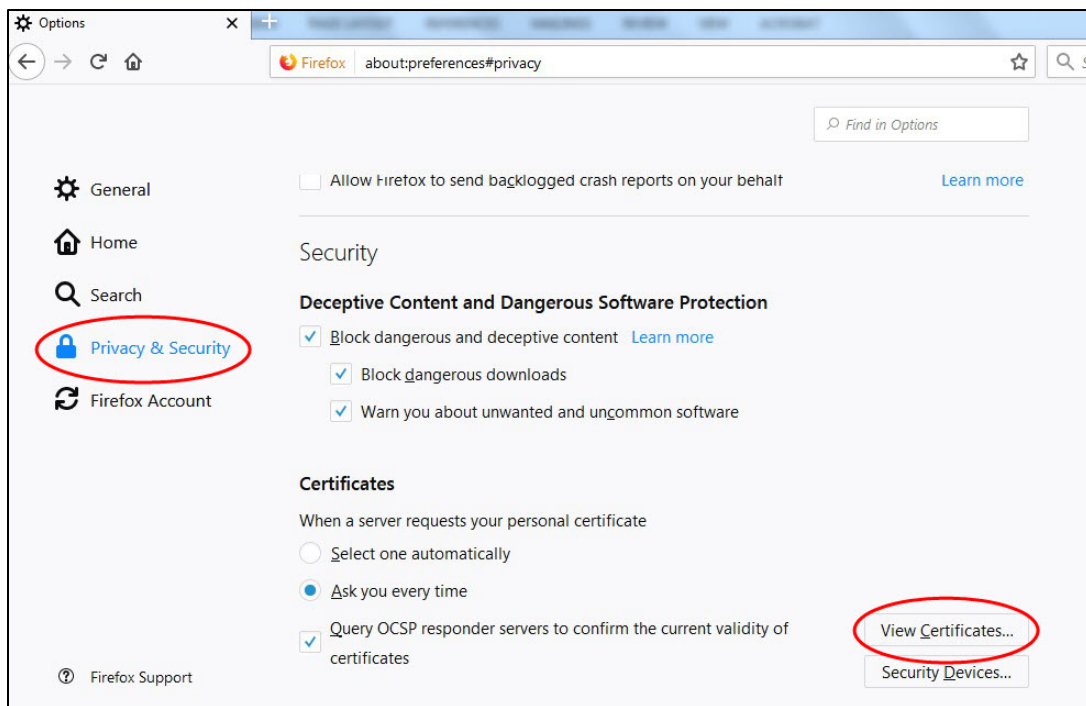 Options
Firefox about:preferences#privacy
Find in Options
General
Home
Search
Privacy & Security
Firefox Account
Firefox Support
Allow Firefox to send backlogged crash reports on your behalf Learn more
Security
Deceptive Content and Dangerous Software Protection
Block dangerous and deceptive content Learn more
Block dangerous downloads
Warn you about unwanted and uncommon software
Certificates
When a server requests your personal certificate
Select one automatically
Ask you every time
Query OCSP responder servers to confirm the current validity of
certificates
View Certificates...
Security Devices...